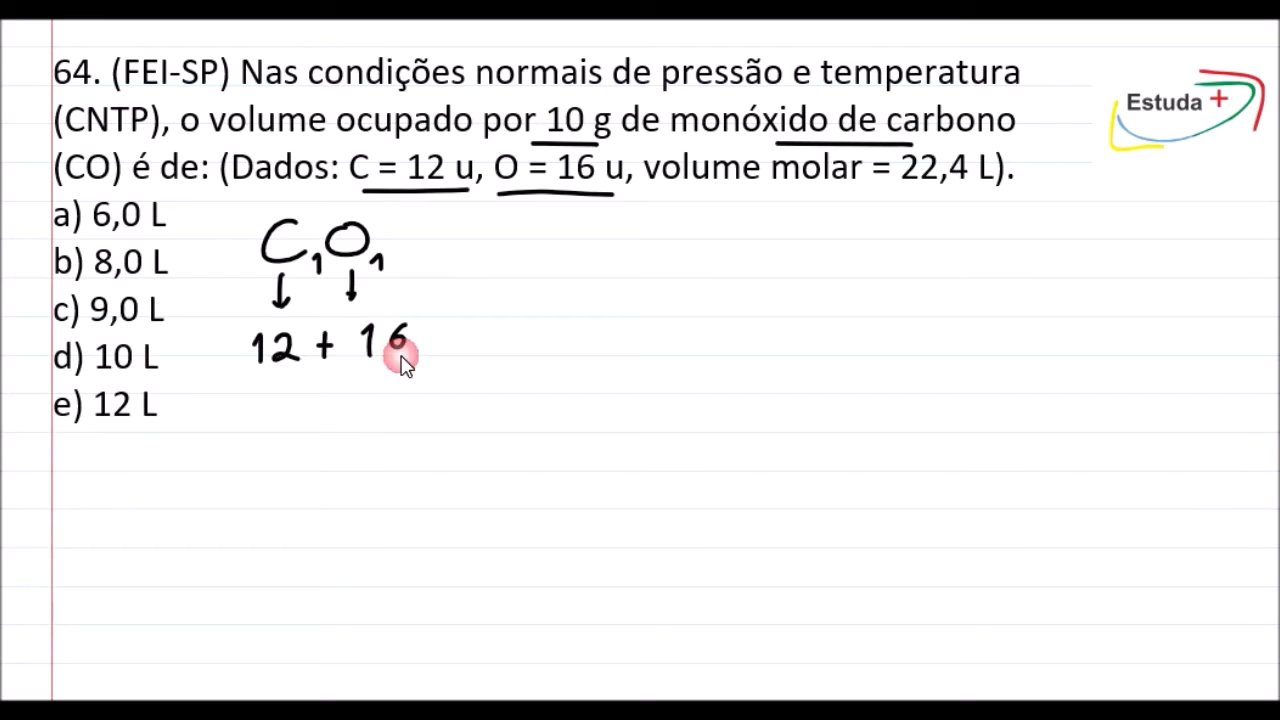 64. (FEI-SP) Nas condições normais de pressão e temperatura
(CNTP), o volume ocupado por 10 g de monóxido de carbono
(CO) é de: (Dados: C = 12 u, O = 16 u, volume molar = 22,4 L).
a) 6,0 L
b) 8,0 L
c) 9,0 L
d) 10 L
e) 12 L
C₁O₁
12 + 16
Estuda +